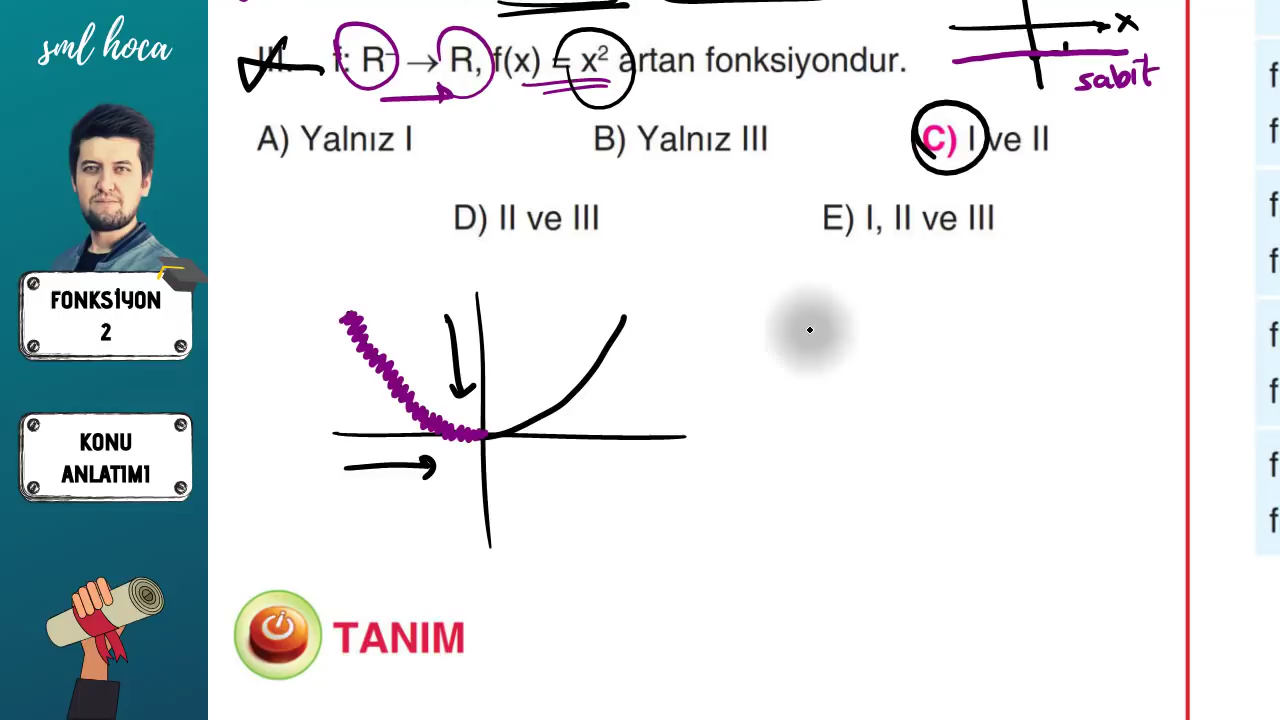 sml hoca
FONKSİYON
2
KONU
ANLATIMI
III. f: R⁻ → R, f(x) = x² artan fonksiyondur.
x
sabit
A) Yalnız I
B) Yalnız III
C) I ve II
D) II ve III
E) I, II ve III
TANIM
f
f
f
f
f
f
f
f